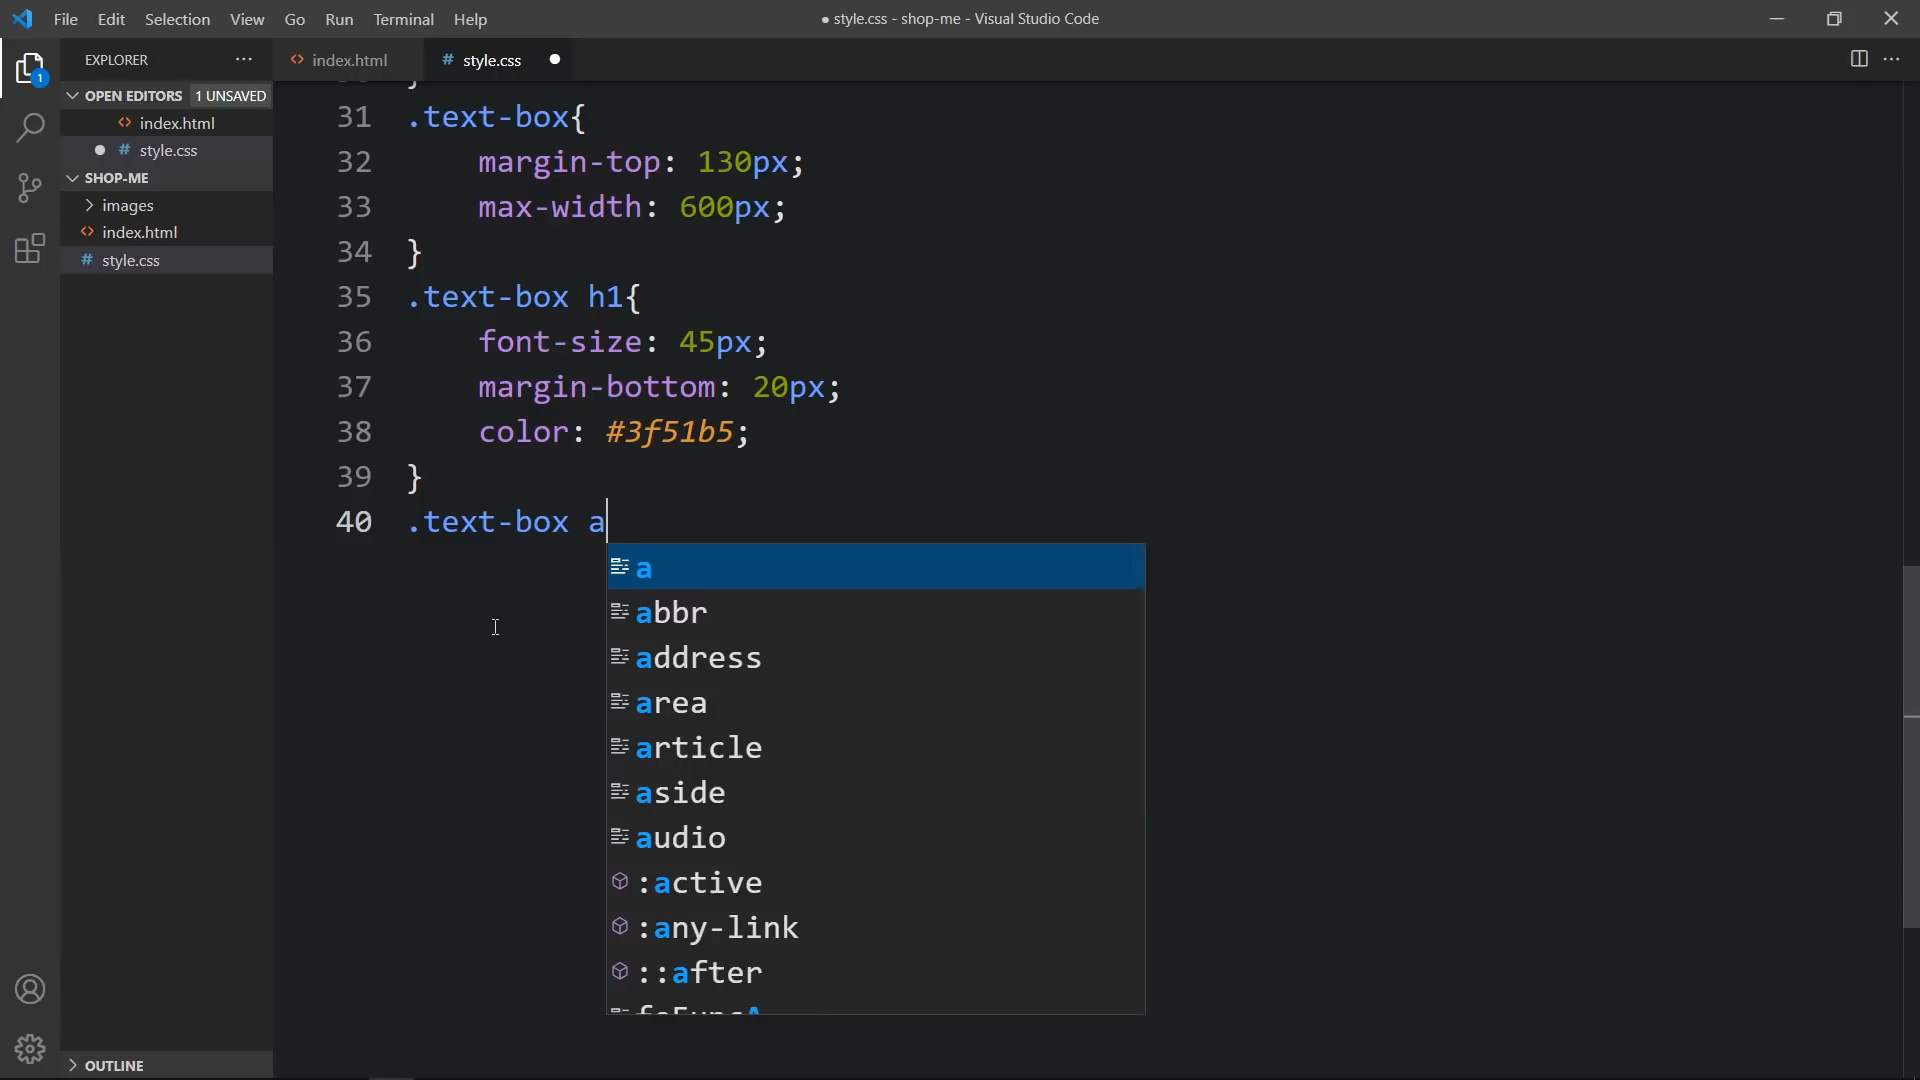 File Edit Selection View Go Run Terminal Help
● style.css - shop-me - Visual Studio Code
EXPLORER
index.html
# style.css
OPEN EDITORS 1 UNSAVED
index.html
# style.css
SHOP-ME
images
index.html
# style.css
OUTLINE
1
31 .text-box{
32 margin-top: 130px;
33 max-width: 600px;
34 }
35 .text-box h1{
36 font-size: 45px;
37 margin-bottom: 20px;
38 color: #3f51b5;
39 }
40 .text-box a
a
abbr
address
area
article
aside
audio
:active
:any-link
::after